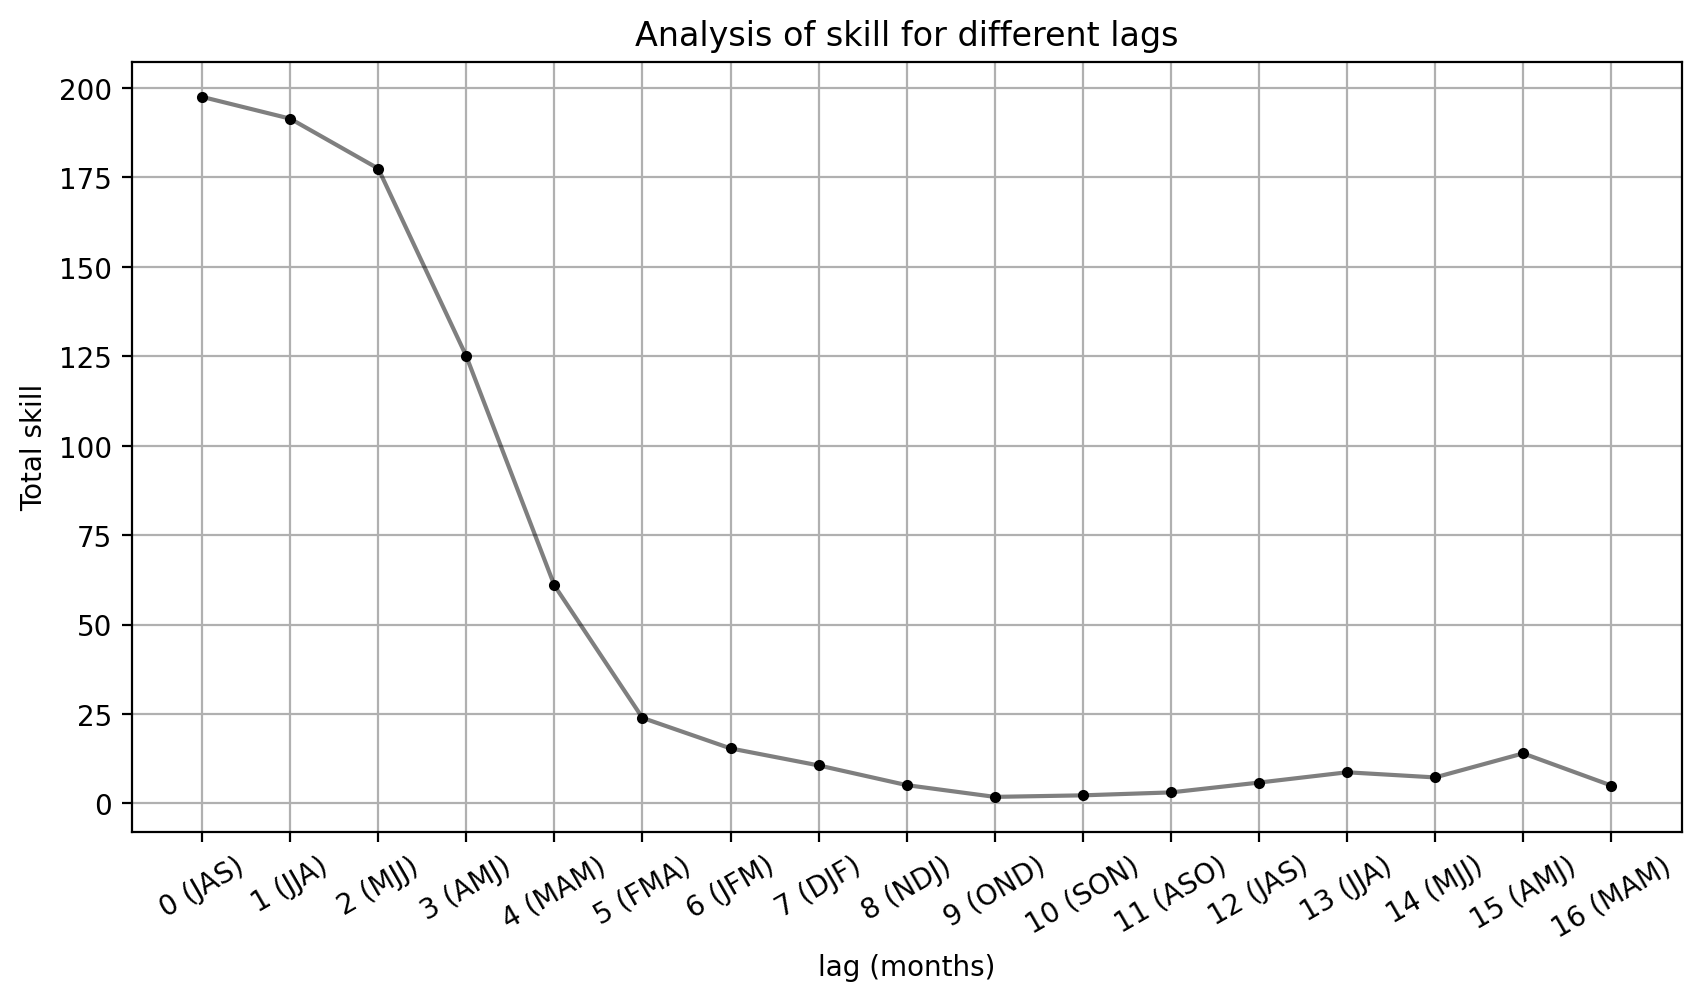 Analysis of skill for different lags
200
175
150
125
100
75
50
25
0
Total skill
0 (JAS)
1 (JJA)
2 (MJJ)
3 (AMJ)
4 (MAM)
5 (FMA)
6 (JFM)
7 (DJF)
8 (NDJ)
9 (OND)
10 (SON)
11 (ASO)
12 (JAS)
13 (JJA)
14 (MJJ)
15 (AMJ)
16 (MAM)
lag (months)